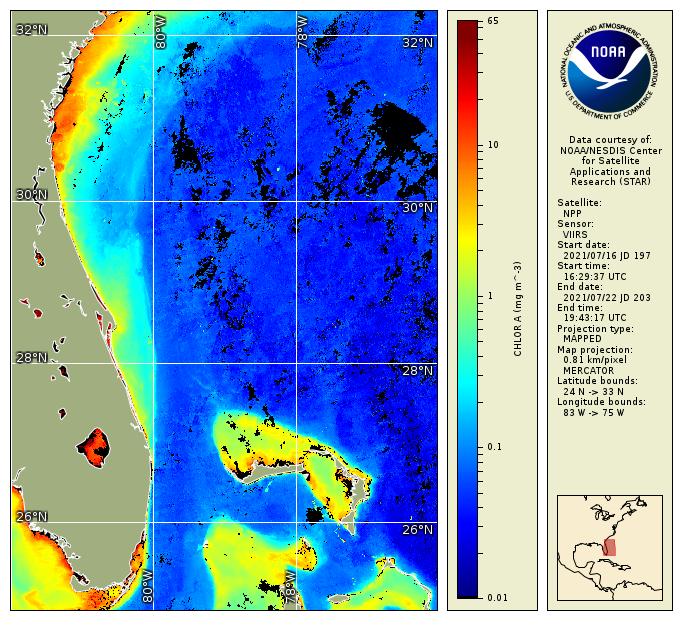 32°N
80°W
78°W
32°N
30°N
30°N
28°N
28°N
26°N
26°N
80°W
78°W
65
10
1
0.1
0.01
CHLOR A (mg m^-3)
NATIONAL OCEANIC AND ATMOSPHERIC ADMINISTRATION
NOAA
U.S. DEPARTMENT OF COMMERCE
Data courtesy of:
NOAA/NESDIS Center
for Satellite
Applications and
Research (STAR)
Satellite:
NPP
Sensor:
VIIRS
Start date:
2021/07/16 JD 197
Start time:
16:29:37 UTC
End date:
2021/07/22 JD 203
End time:
19:43:17 UTC
Projection type:
MAPPED
Map projection:
0.81 km/pixel
MERCATOR
Latitude bounds:
24 N -> 33 N
Longitude bounds:
83 W -> 75 W